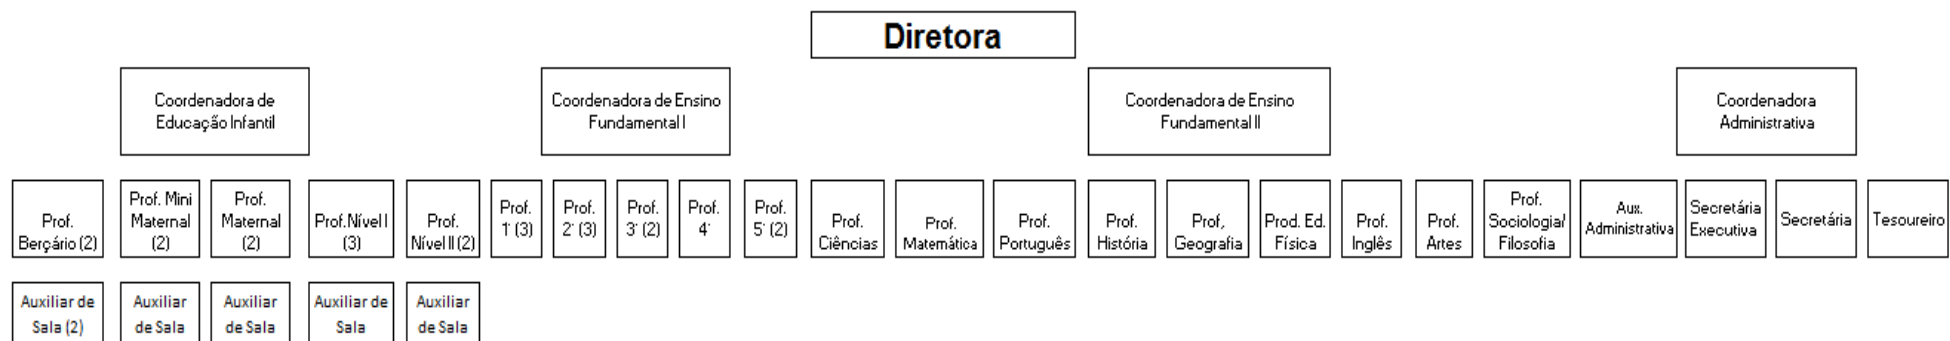 Diretora
Coordenadora de
Educação Infantil
Coordenadora de Ensino
Fundamental I
Coordenadora de Ensino
Fundamental II
Coordenadora
Administrativa
Prof.
Berçário (2)
Prof. Mini
Maternal
(2)
Prof.
Maternal
(2)
Prof.Nível I
(3)
Prof.
Nível II (2)
Prof.
1' (3)
Prof.
2' (3)
Prof.
3' (2)
Prof.
4'
Prof.
5' (2)
Prof.
Ciências
Prof.
Matemática
Prof.
Português
Prof.
História
Prof,
Geografia
Prod. Ed.
Física
Prof.
Inglês
Prof.
Artes
Prof.
Sociologia/
Filosofia
Aux.
Administrativa
Secretária
Executiva
Secretária
Tesoureiro
Auxiliar de
Sala (2)
Auxiliar
de Sala
Auxiliar
de Sala
Auxiliar de
Sala
Auxiliar
de Sala